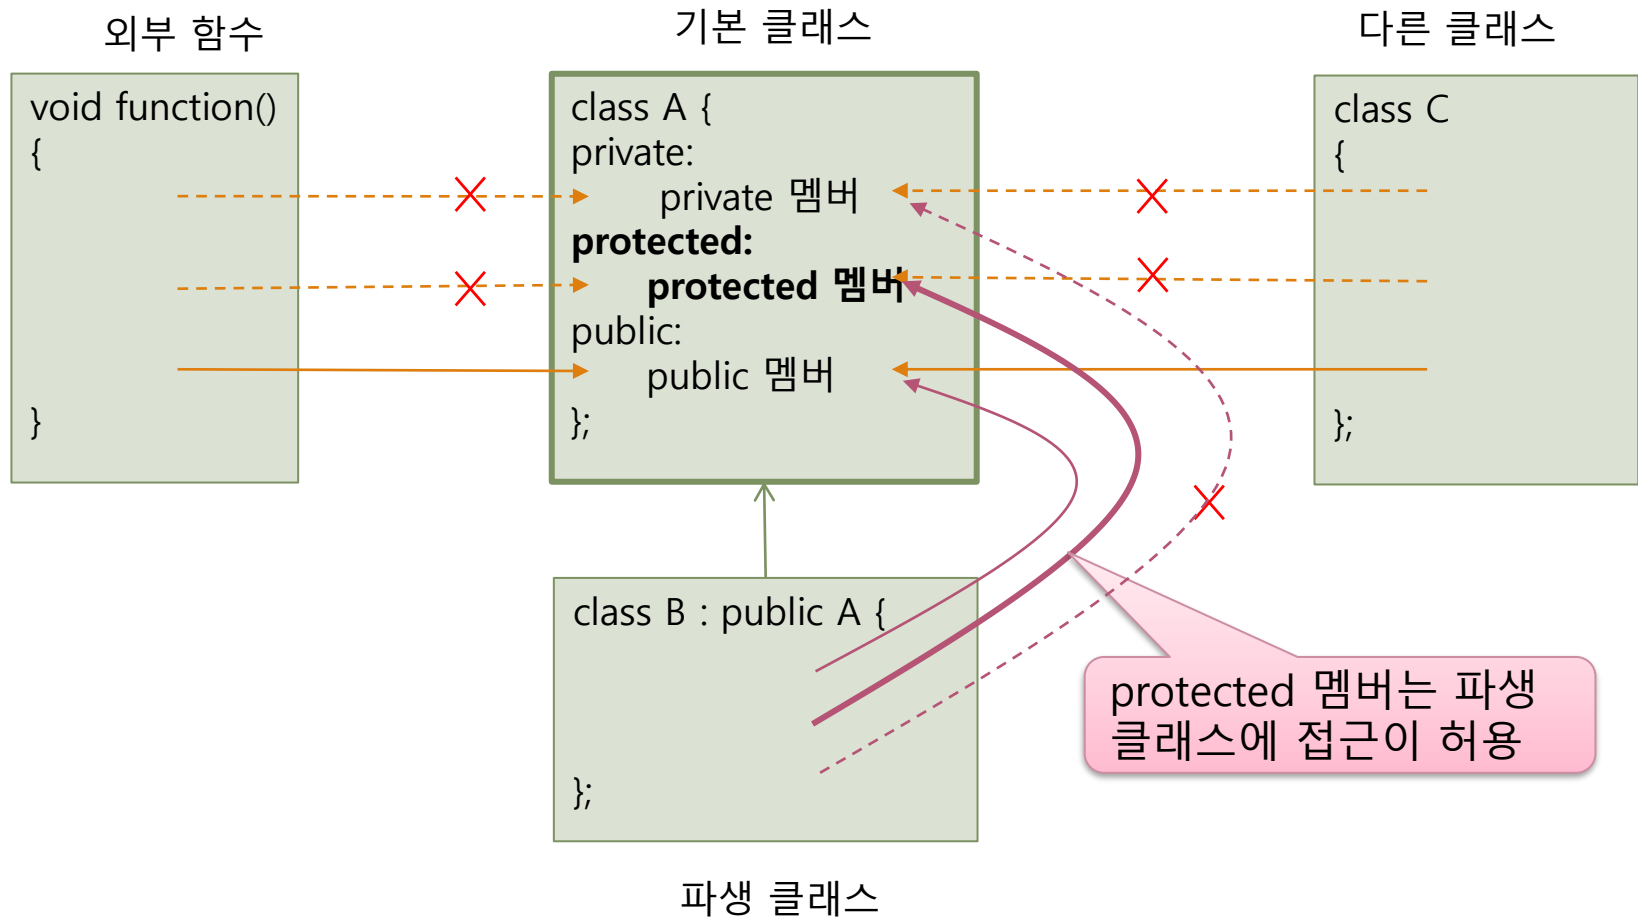 외부 함수
기본 클래스
다른 클래스
void function()
{
}
class A {
private:
private 멤버
protected:
protected 멤버
public:
public 멤버
};
class C
{
};
class B : public A {
};
protected 멤버는 파생
클래스에 접근이 허용
파생 클래스